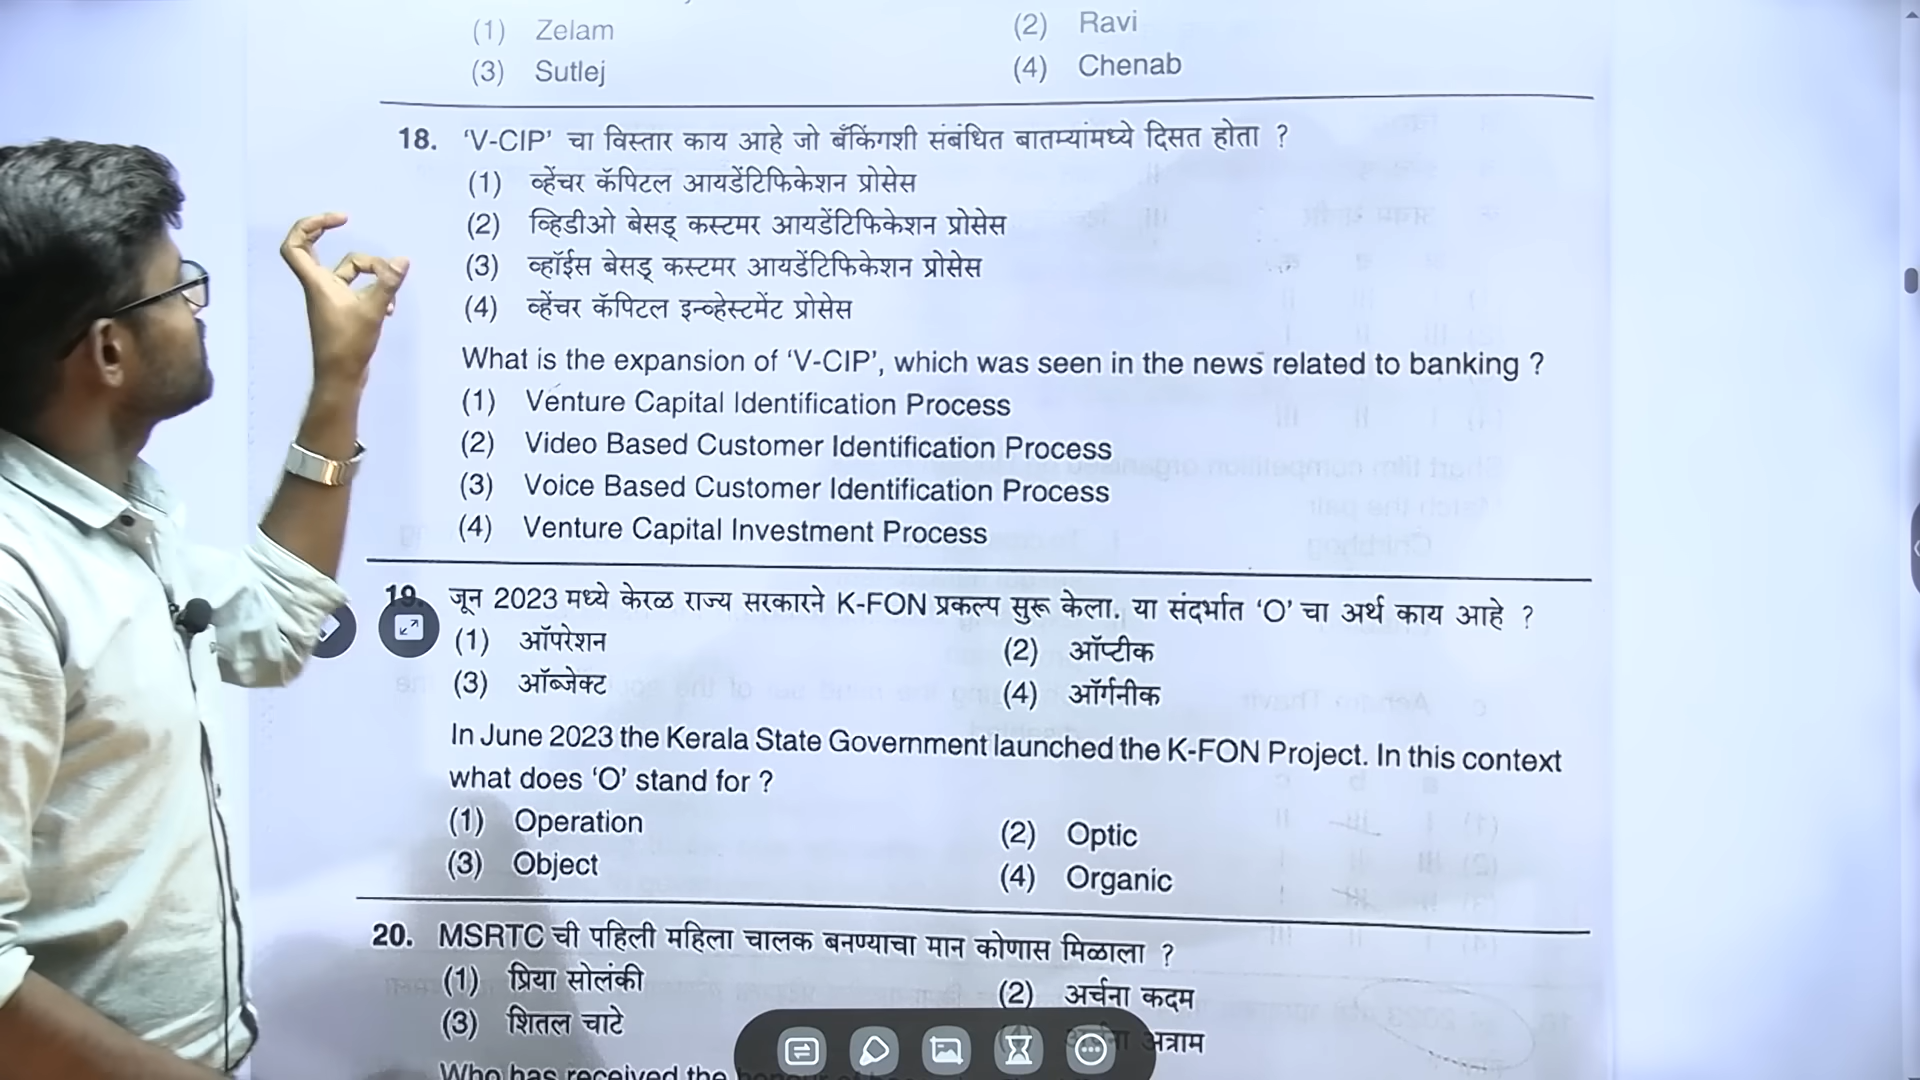 (1) Zelam (2) Ravi
(3) Sutlej (4) Chenab
18. 'V-CIP' चा विस्तार काय आहे जो बँकिंगशी संबंधित बातम्यांमध्ये दिसत होता ?
(1) व्हेंचर कॅपिटल आयडेंटिफिकेशन प्रोसेस
(2) व्हिडीओ बेसड् कस्टमर आयडेंटिफिकेशन प्रोसेस
(3) व्हॉईस बेसड् कस्टमर आयडेंटिफिकेशन प्रोसेस
(4) व्हेंचर कॅपिटल इन्व्हेस्टमेंट प्रोसेस
What is the expansion of 'V-CIP', which was seen in the news related to banking ?
(1) Venture Capital Identification Process
(2) Video Based Customer Identification Process
(3) Voice Based Customer Identification Process
(4) Venture Capital Investment Process
19. जून 2023 मध्ये केरळ राज्य सरकारने K-FON प्रकल्प सुरू केला. या संदर्भात 'O' चा अर्थ काय आहे ?
(1) ऑपरेशन (2) ऑप्टीक
(3) ऑब्जेक्ट (4) ऑर्गनीक
In June 2023 the Kerala State Government launched the K-FON Project. In this context
what does 'O' stand for ?
(1) Operation (2) Optic
(3) Object (4) Organic
20. MSRTC ची पहिली महिला चालक बनण्याचा मान कोणास मिळाला ?
(1) प्रिया सोलंकी (2) अर्चना कदम
(3) शितल चाटे (4) अत्राम
Who has received the